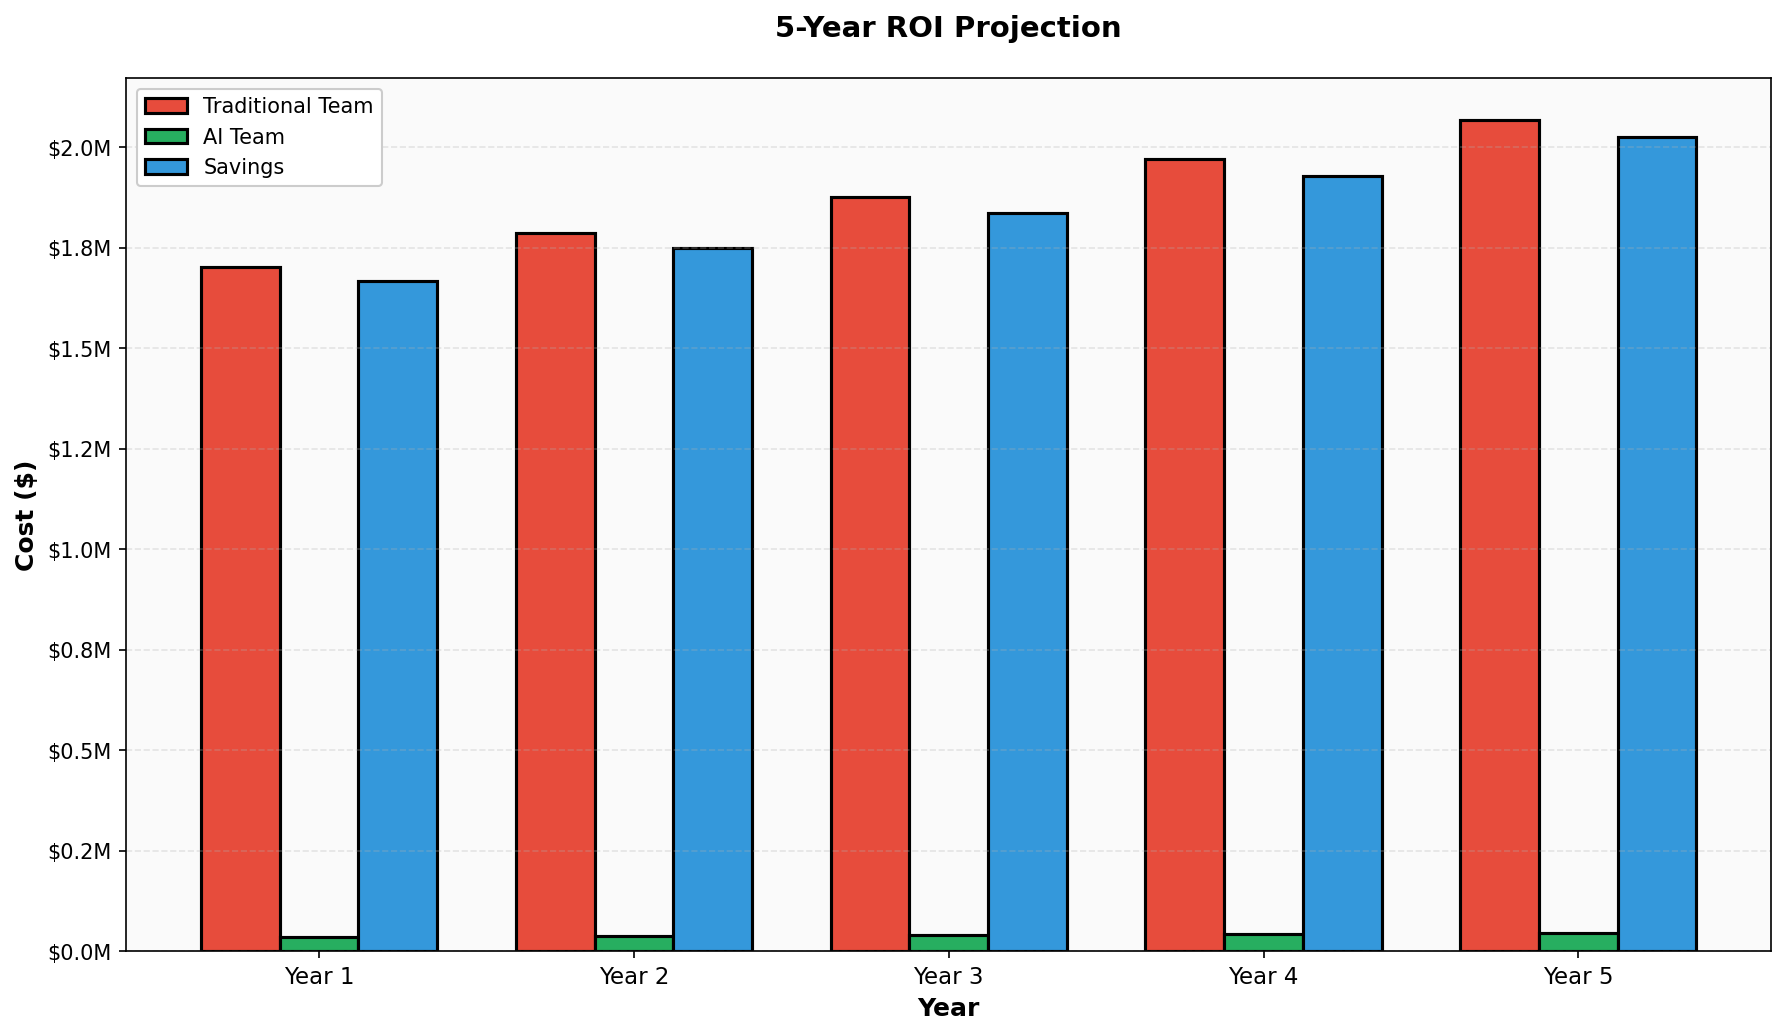 5-Year ROI Projection
Traditional Team
AI Team
Savings
$2.0M
$1.8M
$1.5M
$1.2M
$1.0M
$0.8M
$0.5M
$0.2M
$0.0M
Cost ($)
Year 1
Year 2
Year 3
Year 4
Year 5
Year